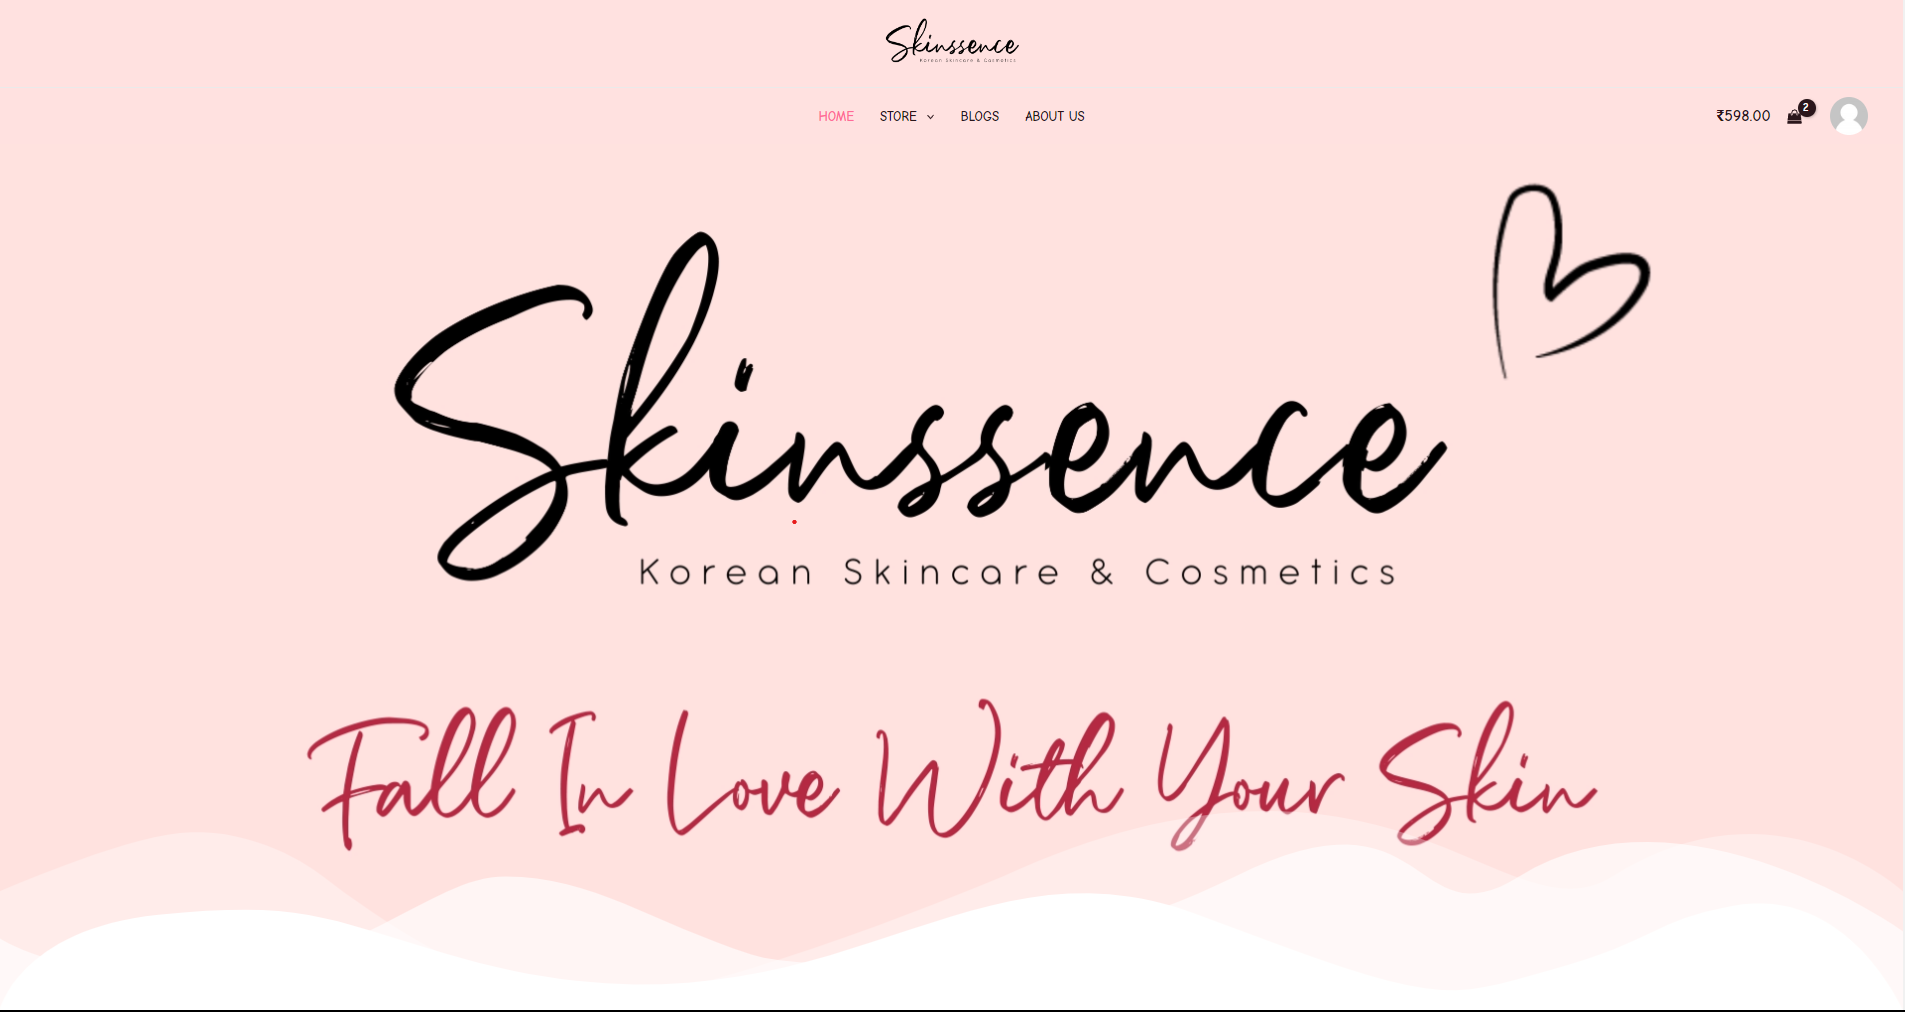 Skinssence
Korean Skincare & Cosmetics
HOME STORE BLOGS ABOUT US ₹598.00 2
Skinssence
Korean Skincare & Cosmetics
Fall In Love With Your Skin